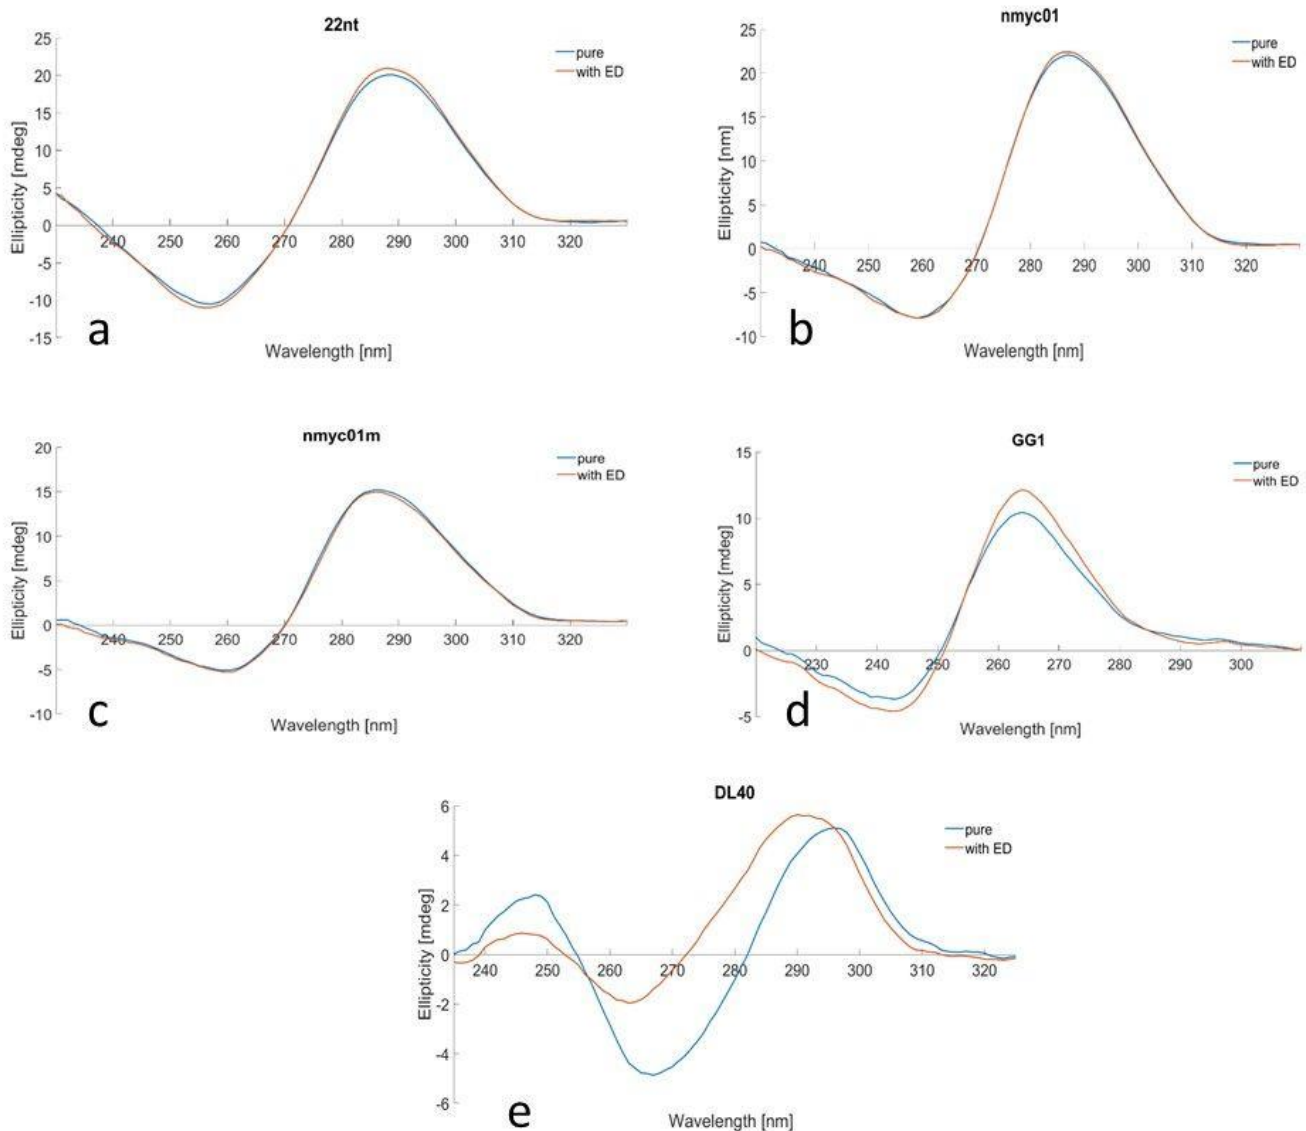 22nt
25
20
15
10
5
0
-5
-10
-15
240 250 260 270 280 290 300 310 320
Ellipticity [mdeg]
Wavelength [nm]
pure
with ED
a
nmyc01
25
20
15
10
5
0
-5
-10
240 250 260 270 280 290 300 310 320
Ellipticity [nm]
Wavelength [nm]
pure
with ED
b
nmyc01m
20
15
10
5
0
-5
-10
240 250 260 270 280 290 300 310 320
Ellipticity [mdeg]
Wavelength [nm]
pure
with ED
c
GG1
15
10
5
0
-5
230 240 250 260 270 280 290 300
Ellipticity [mdeg]
Wavelength [nm]
pure
with ED
d
DL40
6
4
2
0
-2
-4
-6
240 250 260 270 280 290 300 310 320
Ellipticity [mdeg]
Wavelength [nm]
pure
with ED
e